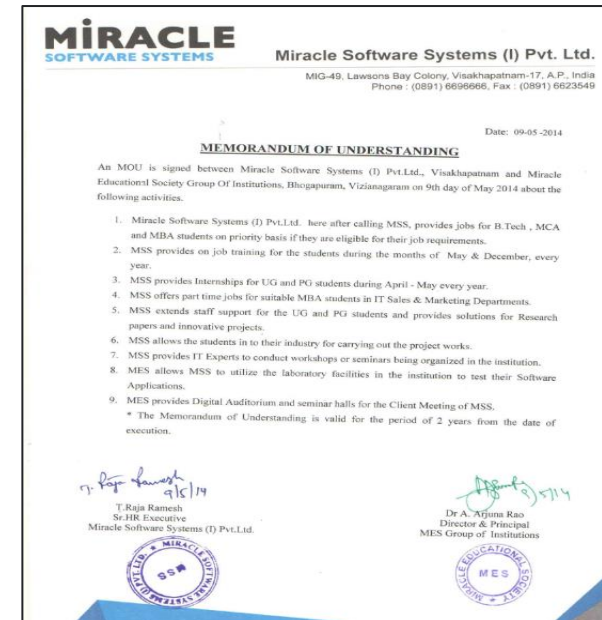 MiRACLE
SOFTWARE SYSTEMS
Miracle Software Systems (I) Pvt. Ltd.
MIG-49, Lawsons Bay Colony, Visakhapatnam-17, A.P., India
Phone : (0891) 6696666, Fax : (0891) 6623549
Date: 09-05 -2014
MEMORANDUM OF UNDERSTANDING
An MOU is signed between Miracle Software Systems (I) Pvt.Ltd., Visakhapatnam and Miracle
Educational Society Group Of Institutions, Bhogapuram, Vizianagaram on 9th day of May 2014 about the
following activities.
1. Miracle Software Systems (I) Pvt.Ltd. here after calling MSS, provides jobs for B.Tech , MCA
and MBA students on priority basis if they are eligible for their job requirements.
2. MSS provides on job training for the students during the months of May & December, every
year.
3. MSS provides Internships for UG and PG students during April - May every year.
4. MSS offers part time jobs for suitable MBA students in IT Sales & Marketing Departments.
5. MSS extends staff support for the UG and PG students and provides solutions for Research
papers and innovative projects.
6. MSS allows the students in to their industry for carrying out the project works.
7. MSS provides IT Experts to conduct workshops or seminars being organized in the institution.
8. MES allows MSS to utilize the laboratory facilities in the institution to test their Software
Applications.
9. MES provides Digital Auditorium and seminar halls for the Client Meeting of MSS.
* The Memorandum of Understanding is valid for the period of 2 years from the date of
execution.
T. Raja Ramesh
9/5/14
T.Raja Ramesh
Sr.HR Executive
Miracle Software Systems (I) Pvt.Ltd.
9/5/14
Dr A. Arjuna Rao
Director & Principal
MES Group of Institutions
MIRACLE SOFTWARE SYSTEMS (I) PVT. LTD.
SSM
MIRACLE EDUCATIONAL SOCIETY
MES